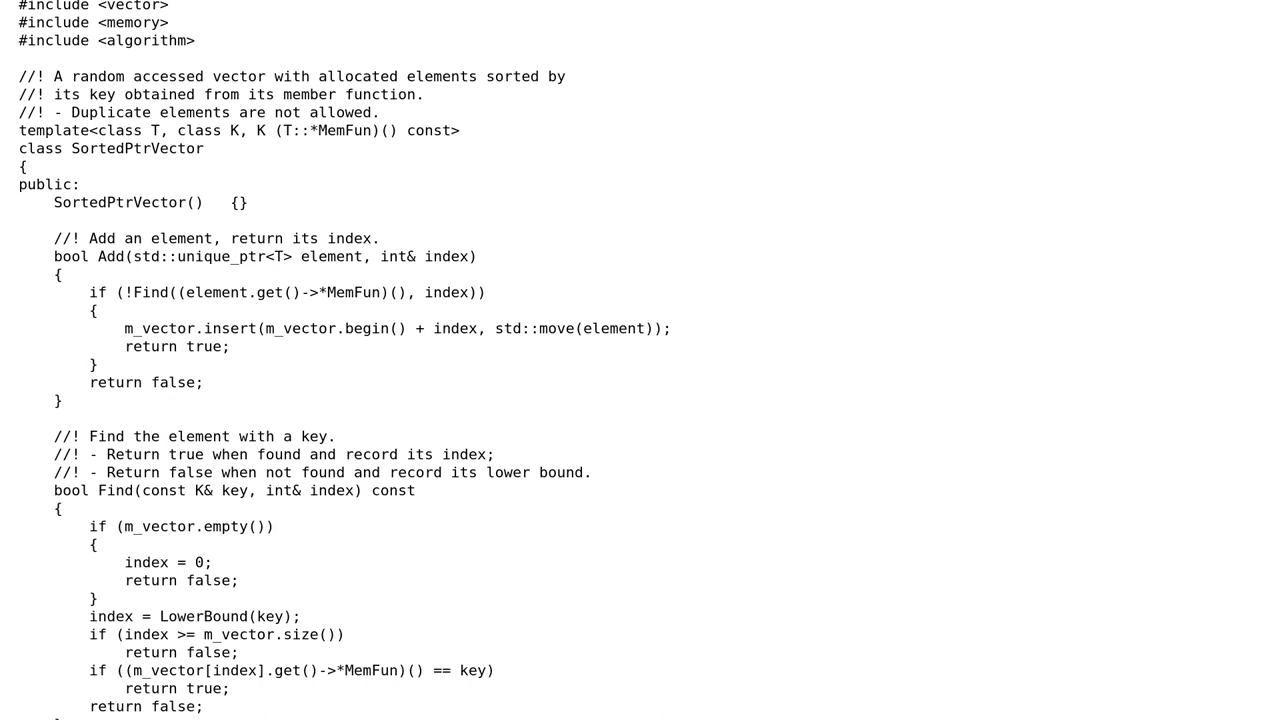 #include <vector>
#include <memory>
#include <algorithm>

//! A random accessed vector with allocated elements sorted by
//! its key obtained from its member function.
//! - Duplicate elements are not allowed.
template<class T, class K, K (T::*MemFun)() const>
class SortedPtrVector
{
public:
    SortedPtrVector()   {}

    //! Add an element, return its index.
    bool Add(std::unique_ptr<T> element, int& index)
    {
        if (!Find((element.get()->*MemFun)(), index))
        {
            m_vector.insert(m_vector.begin() + index, std::move(element));
            return true;
        }
        return false;
    }

    //! Find the element with a key.
    //! - Return true when found and record its index;
    //! - Return false when not found and record its lower bound.
    bool Find(const K& key, int& index) const
    {
        if (m_vector.empty())
        {
            index = 0;
            return false;
        }
        index = LowerBound(key);
        if (index >= m_vector.size())
            return false;
        if ((m_vector[index].get()->*MemFun)() == key)
            return true;
        return false;